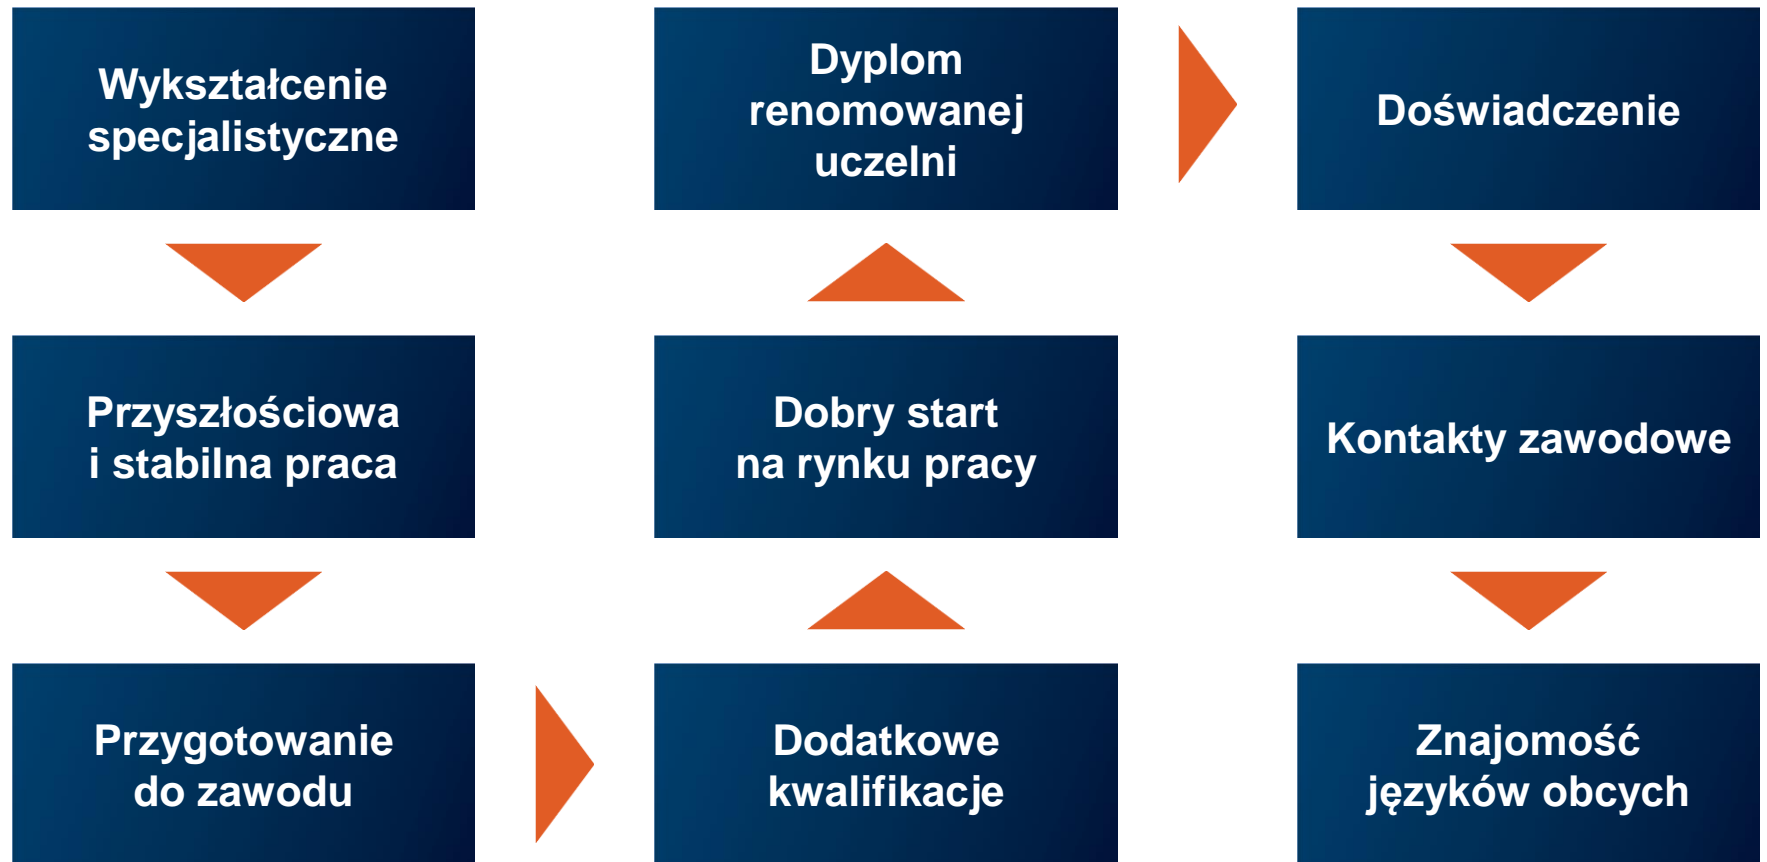 Wykształcenie
specjalistyczne
Przyszłościowa
i stabilna praca
Przygotowanie
do zawodu
Dodatkowe
kwalifikacje
Dobry start
na rynku pracy
Dyplom
renomowanej
uczelni
Doświadczenie
Kontakty zawodowe
Znajomość
języków obcych